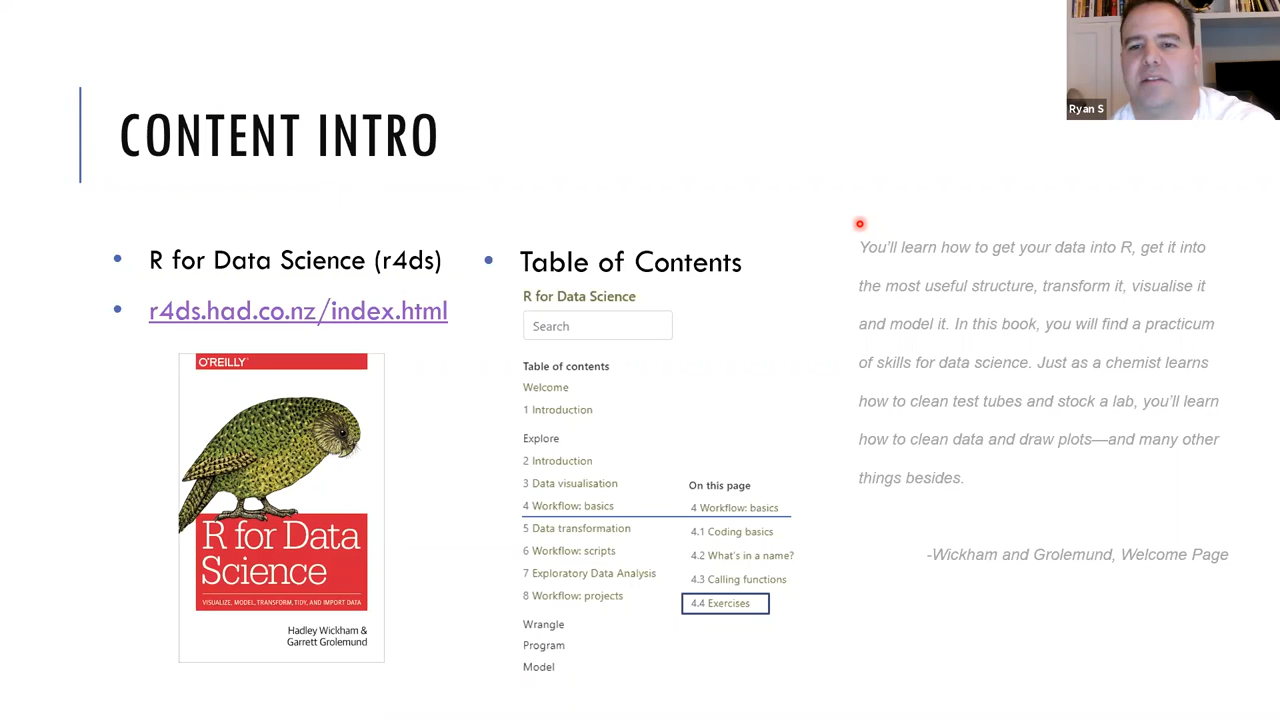 Ryan S
CONTENT INTRO
• R for Data Science (r4ds)
• r4ds.had.co.nz/index.html
O'REILLY®
R for Data
Science
VISUALIZE, MODEL, TRANSFORM, TIDY, AND IMPORT DATA
Hadley Wickham &
Garrett Grolemund
• Table of Contents
R for Data Science
Search
Table of contents
Welcome
1 Introduction
Explore
2 Introduction
3 Data visualisation
4 Workflow: basics
5 Data transformation
6 Workflow: scripts
7 Exploratory Data Analysis
8 Workflow: projects
Wrangle
Program
Model
On this page
4 Workflow: basics
4.1 Coding basics
4.2 What's in a name?
4.3 Calling functions
4.4 Exercises
You'll learn how to get your data into R, get it into
the most useful structure, transform it, visualise it
and model it. In this book, you will find a practicum
of skills for data science. Just as a chemist learns
how to clean test tubes and stock a lab, you'll learn
how to clean data and draw plots—and many other
things besides.
-Wickham and Grolemund, Welcome Page